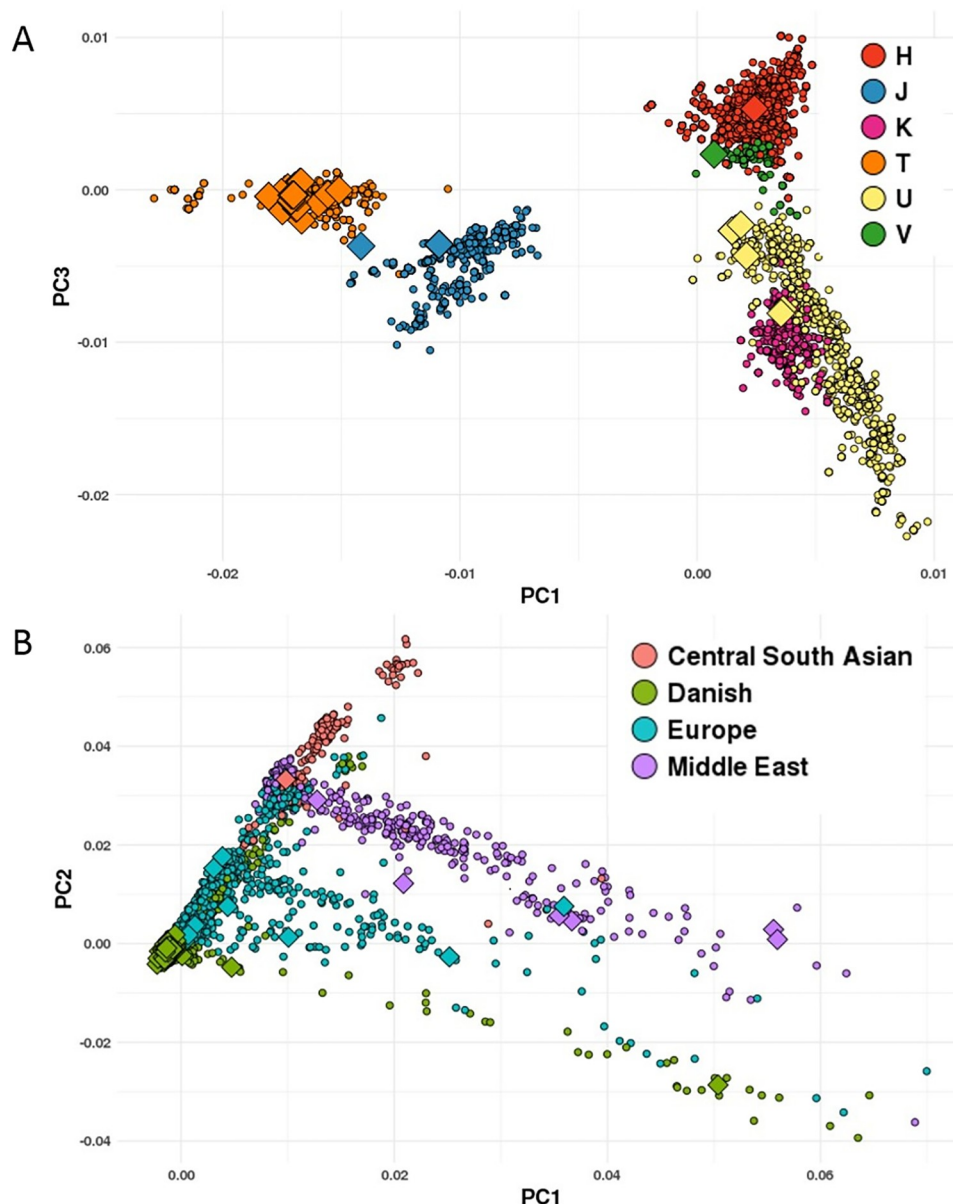 A
0.01
0.00
-0.01
-0.02
PC3
-0.02
-0.01
0.00
0.01
PC1
H
J
K
T
U
V
B
0.06
0.04
0.02
0.00
-0.02
-0.04
PC2
0.00
0.02
0.04
0.06
PC1
Central South Asian
Danish
Europe
Middle East